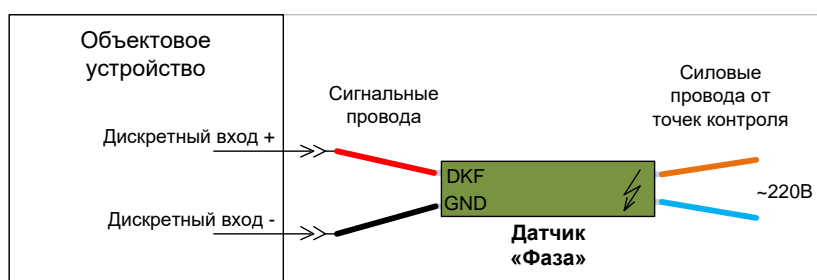 Объектовое
устройство
Сигнальные
провода
Силовые
провода от
точек контроля
Дискретный вход +
DKF
GND
~220В
Дискретный вход -
Датчик
«Фаза»